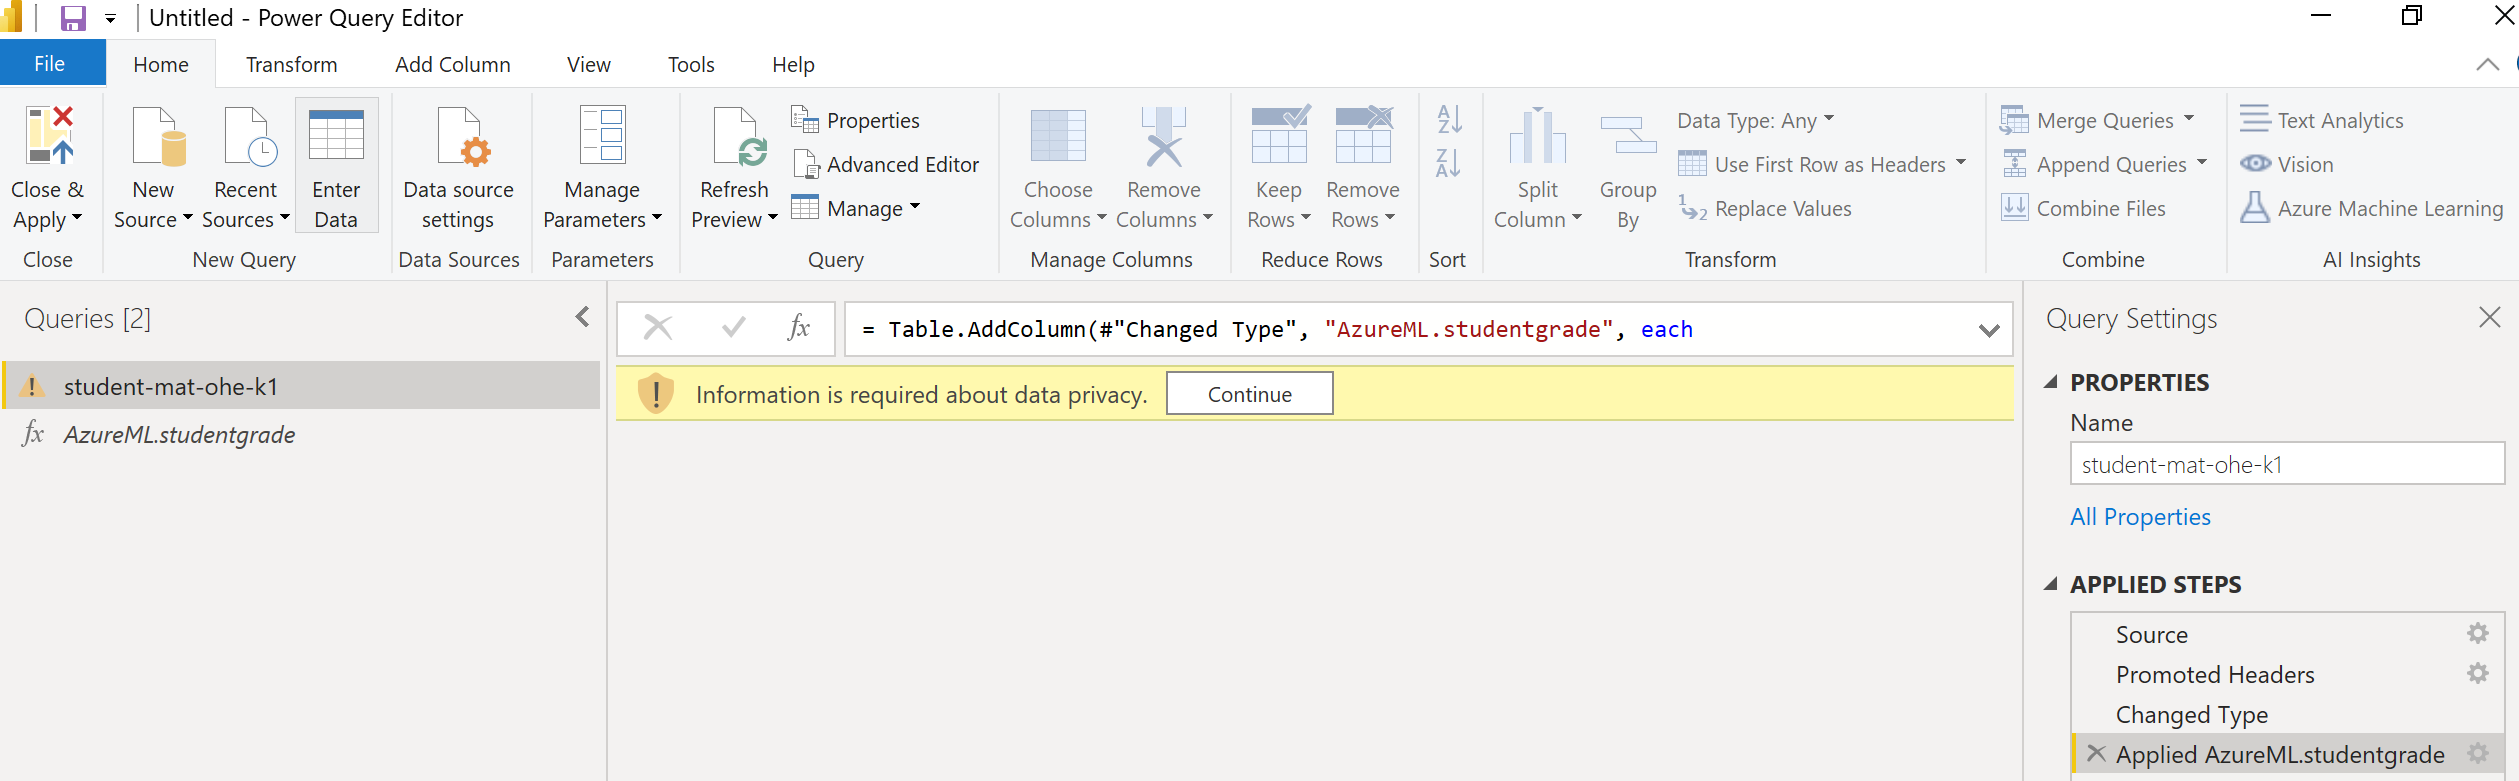 Untitled - Power Query Editor
File Home Transform Add Column View Tools Help
Close & Apply
Close
New Source
Recent Sources
Enter Data
New Query
Data source settings
Data Sources
Manage Parameters
Parameters
Refresh Preview
Properties
Advanced Editor
Manage
Query
Choose Columns
Remove Columns
Manage Columns
Keep Rows
Remove Rows
Reduce Rows
A
Z
Z
A
Sort
Split Column
Group By
Data Type: Any
Use First Row as Headers
1 2 Replace Values
Transform
Merge Queries
Append Queries
Combine Files
Combine
Text Analytics
Vision
Azure Machine Learning
AI Insights
Queries [2]
student-mat-ohe-k1
fx AzureML.studentgrade
fx = Table.AddColumn(#"Changed Type", "AzureML.studentgrade", each
Information is required about data privacy. Continue
Query Settings
PROPERTIES
Name
student-mat-ohe-k1
All Properties
APPLIED STEPS
Source
Promoted Headers
Changed Type
Applied AzureML.studentgrade